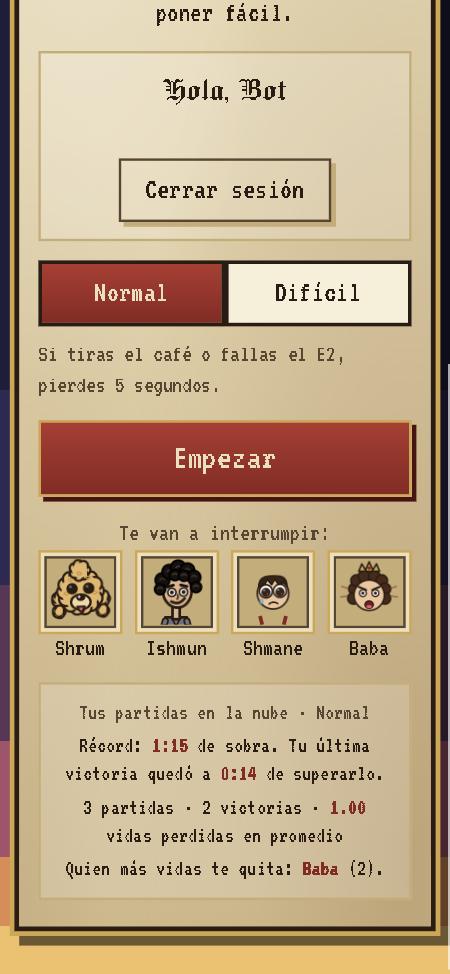 poner fácil.
Hola, Bot
Cerrar sesión
Normal
Difícil
Si tiras el café o fallas el E2,
pierdes 5 segundos.
Empezar
Te van a interrumpir:
Shrum
Ishmun
Shmane
Baba
Tus partidas en la nube · Normal
Récord: 1:15 de sobra. Tu última
victoria quedó a 0:14 de superarlo.
3 partidas · 2 victorias · 1.00
vidas perdidas en promedio
Quien más vidas te quita: Baba (2).